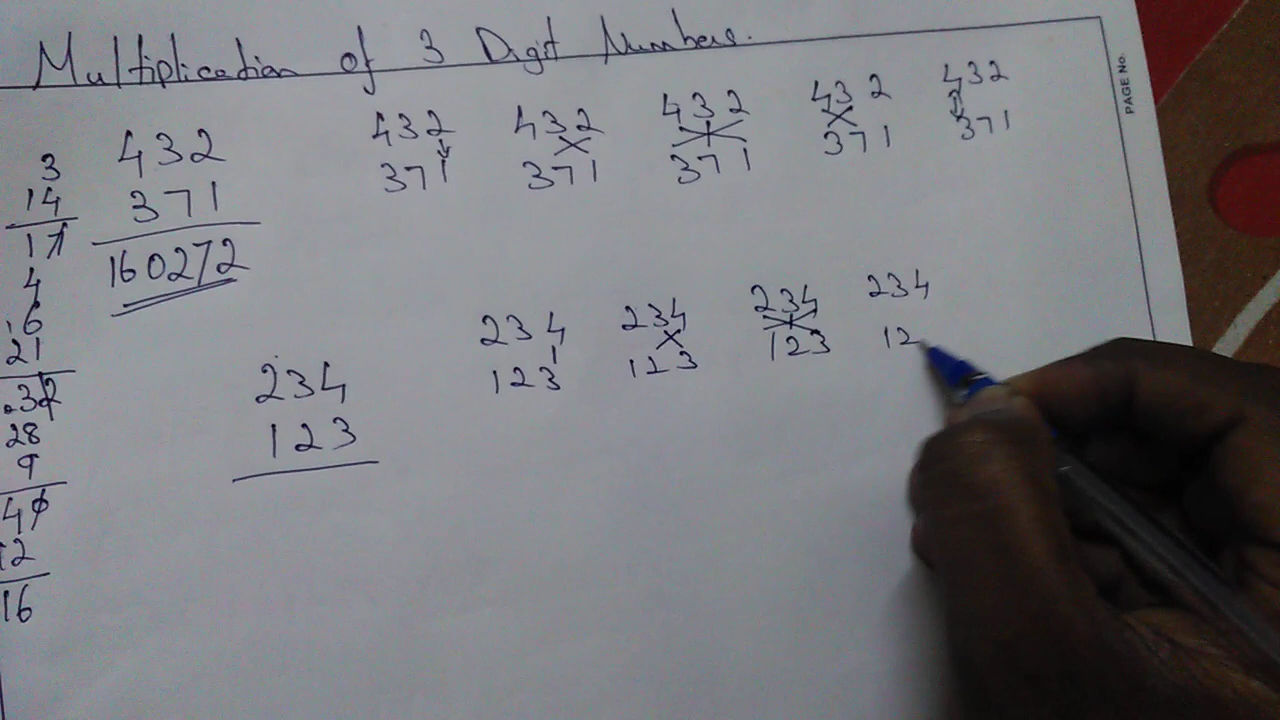 Multiplication of 3 Digit Numbers.
PAGE No.
432 432 432 432 432 432
371 371 371 371 371 371
160272
3
14
17
4
16
21
32
28
9
40
12
16
234 234 234 234 234
123 123 123 123 12